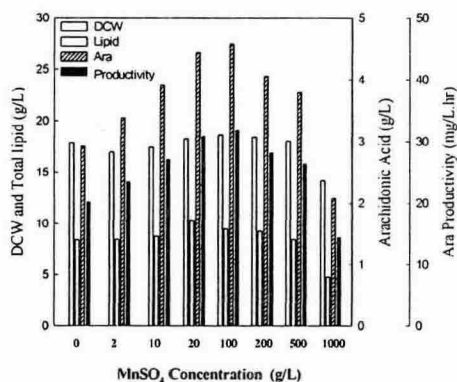 30
25
20
15
10
5
0
DCW and Total lipid (g/L)
DCW
Lipid
Ara
Productivity
5
4
3
2
1
0
Arachidonic Acid (g/L)
50
40
30
20
10
0
Ara Productivity (mg/L.hr)
0 2 10 20 100 200 500 1000
MnSO₄ Concentration (g/L)